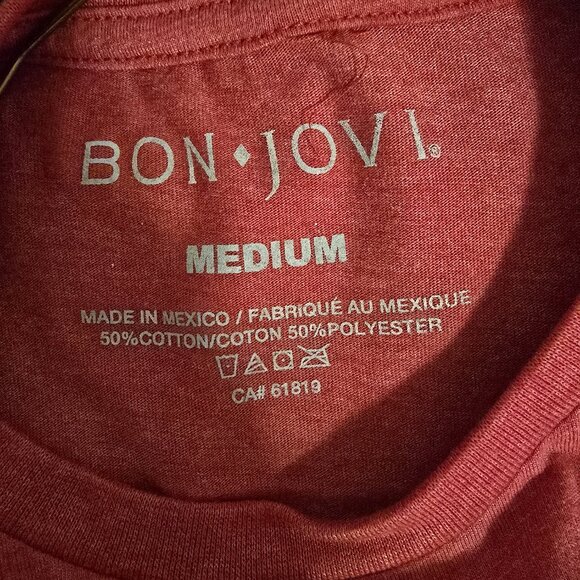 BON♦JOVI®
MEDIUM
MADE IN MEXICO / FABRIQUÉ AU MEXIQUE
50%COTTON/COTON 50%POLYESTER
CA# 61819